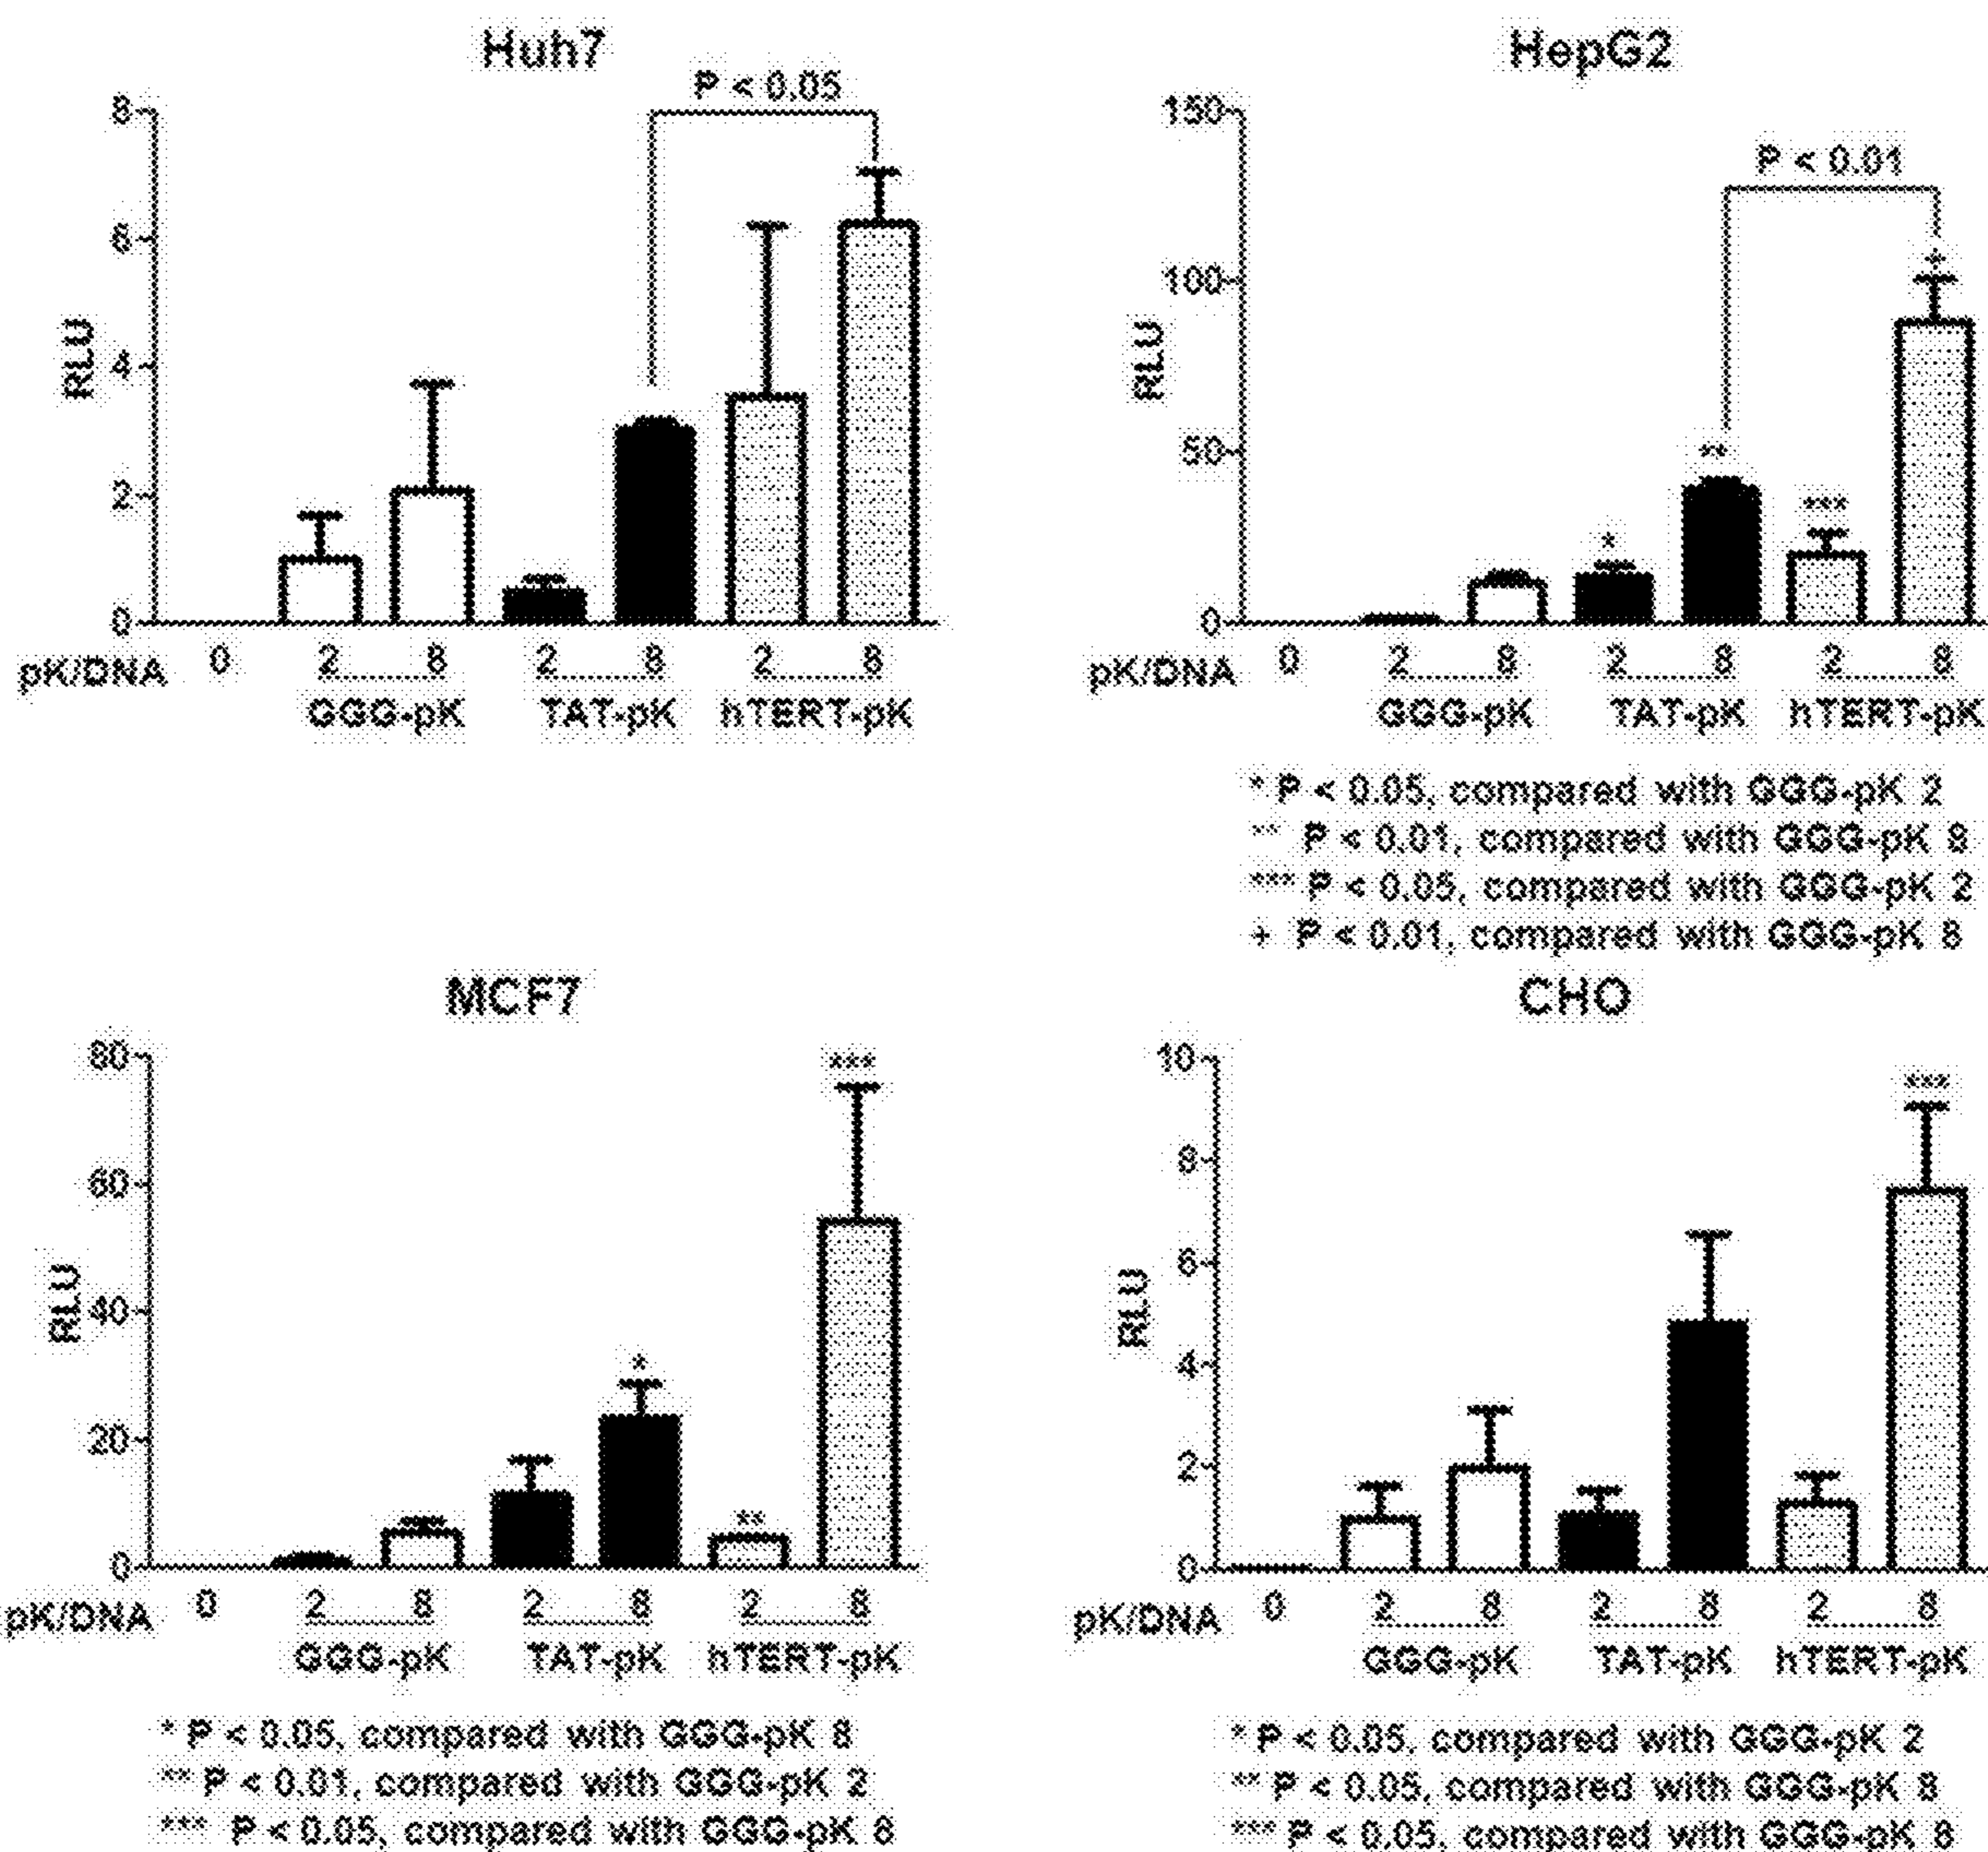 Huh7
P < 0.05
8
6
4
2
0
RLU
pK/DNA 0 2 8 2 8 2 8
GGG-pK TAT-pK hTERT-pK
HepG2
150
P < 0.01
100
50
0
RLU
+
**
***
*
pK/DNA 0 2 8 2 8 2 8
GGG-pK TAT-pK hTERT-pK
* P < 0.05, compared with GGG-pK 2
** P < 0.01, compared with GGG-pK 8
*** P < 0.05, compared with GGG-pK 2
+ P < 0.01, compared with GGG-pK 8
MCF7
80
60
40
20
0
RLU
***
*
**
pK/DNA 0 2 8 2 8 2 8
GGG-pK TAT-pK hTERT-pK
* P < 0.05, compared with GGG-pK 8
** P < 0.01, compared with GGG-pK 2
*** P < 0.05, compared with GGG-pK 8
CHO
10
8
6
4
2
0
RLU
***
pK/DNA 0 2 8 2 8 2 8
GGG-pK TAT-pK hTERT-pK
* P < 0.05, compared with GGG-pK 2
** P < 0.05, compared with GGG-pK 8
*** P < 0.05, compared with GGG-pK 8